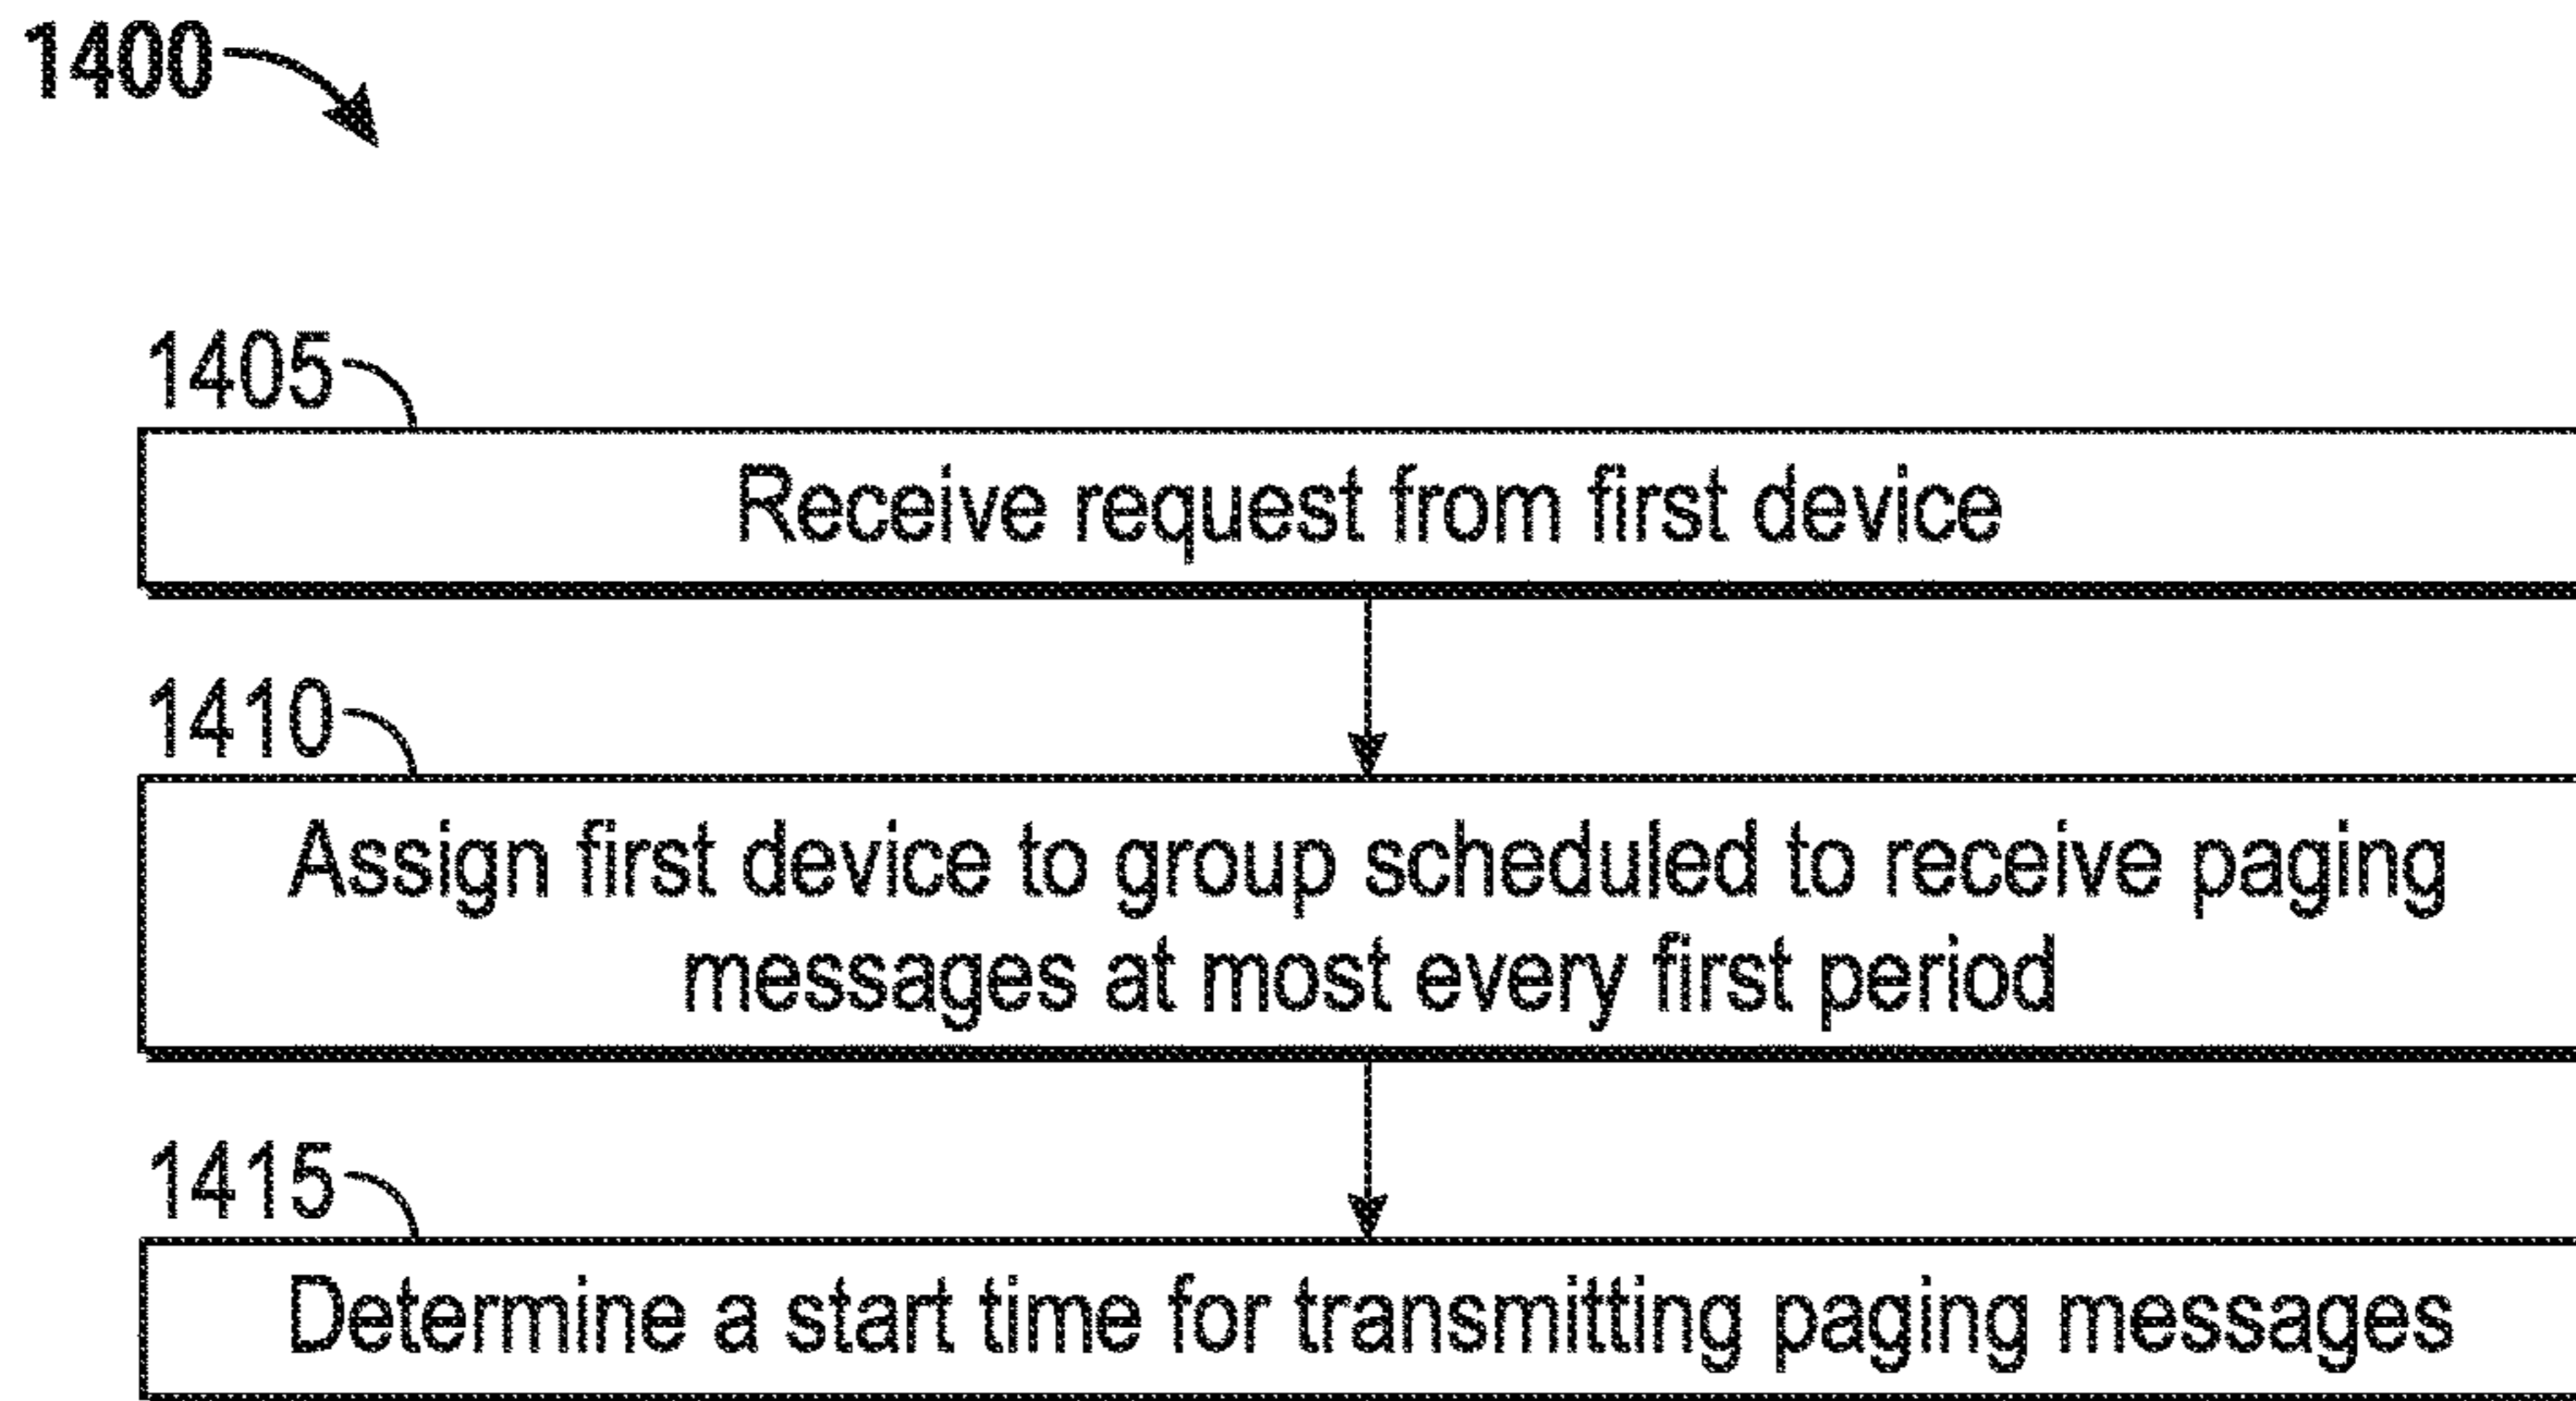 1400
1405
Receive request from first device
1410
Assign first device to group scheduled to receive paging
messages at most every first period
1415
Determine a start time for transmitting paging messages